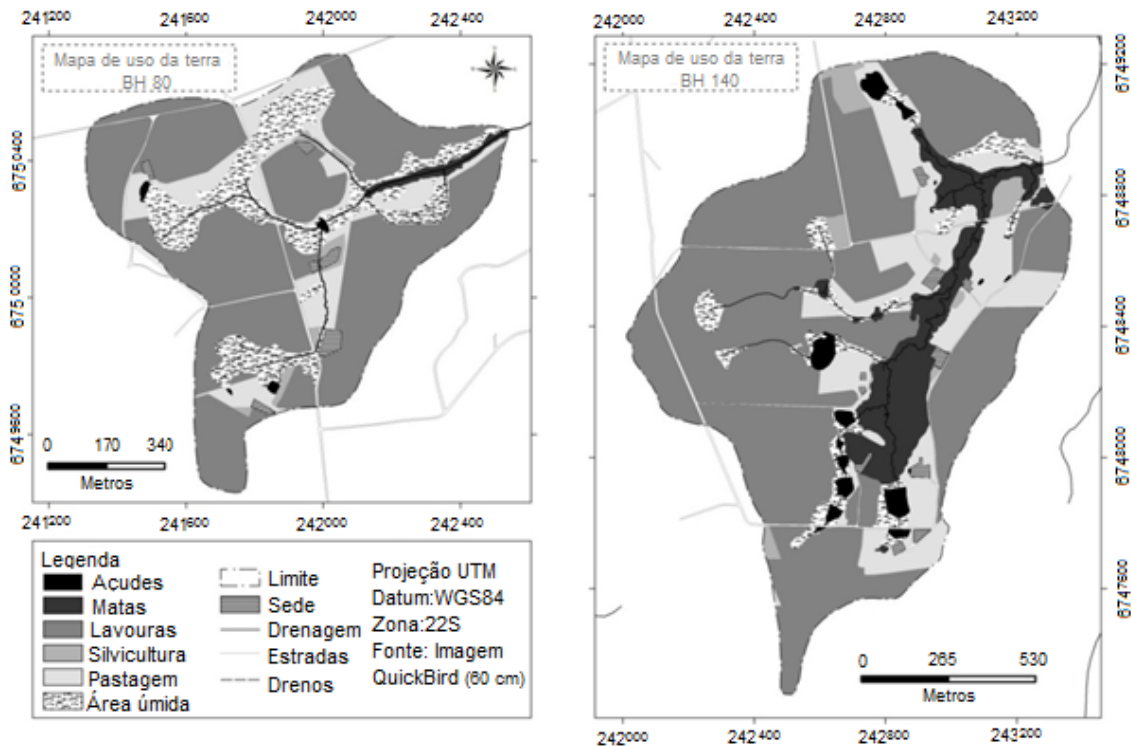 241200 241600 242000 242400
Mapa de uso da terra
BH 80
6750400
6750000
6749600
0 170 340
Metros
241200 241600 242000 242400
Legenda
Açudes
Matas
Lavouras
Silvicultura
Pastagem
Área úmida
Limite
Sede
Drenagem
Estradas
Drenos
Projeção UTM
Datum:WGS84
Zona:22S
Fonte: Imagem
QuickBird (60 cm)
242000 242400 242800 243200
Mapa de uso da terra
BH 140
6749200
6748800
6748400
6748000
6747600
0 265 530
Metros
242000 242400 242800 243200